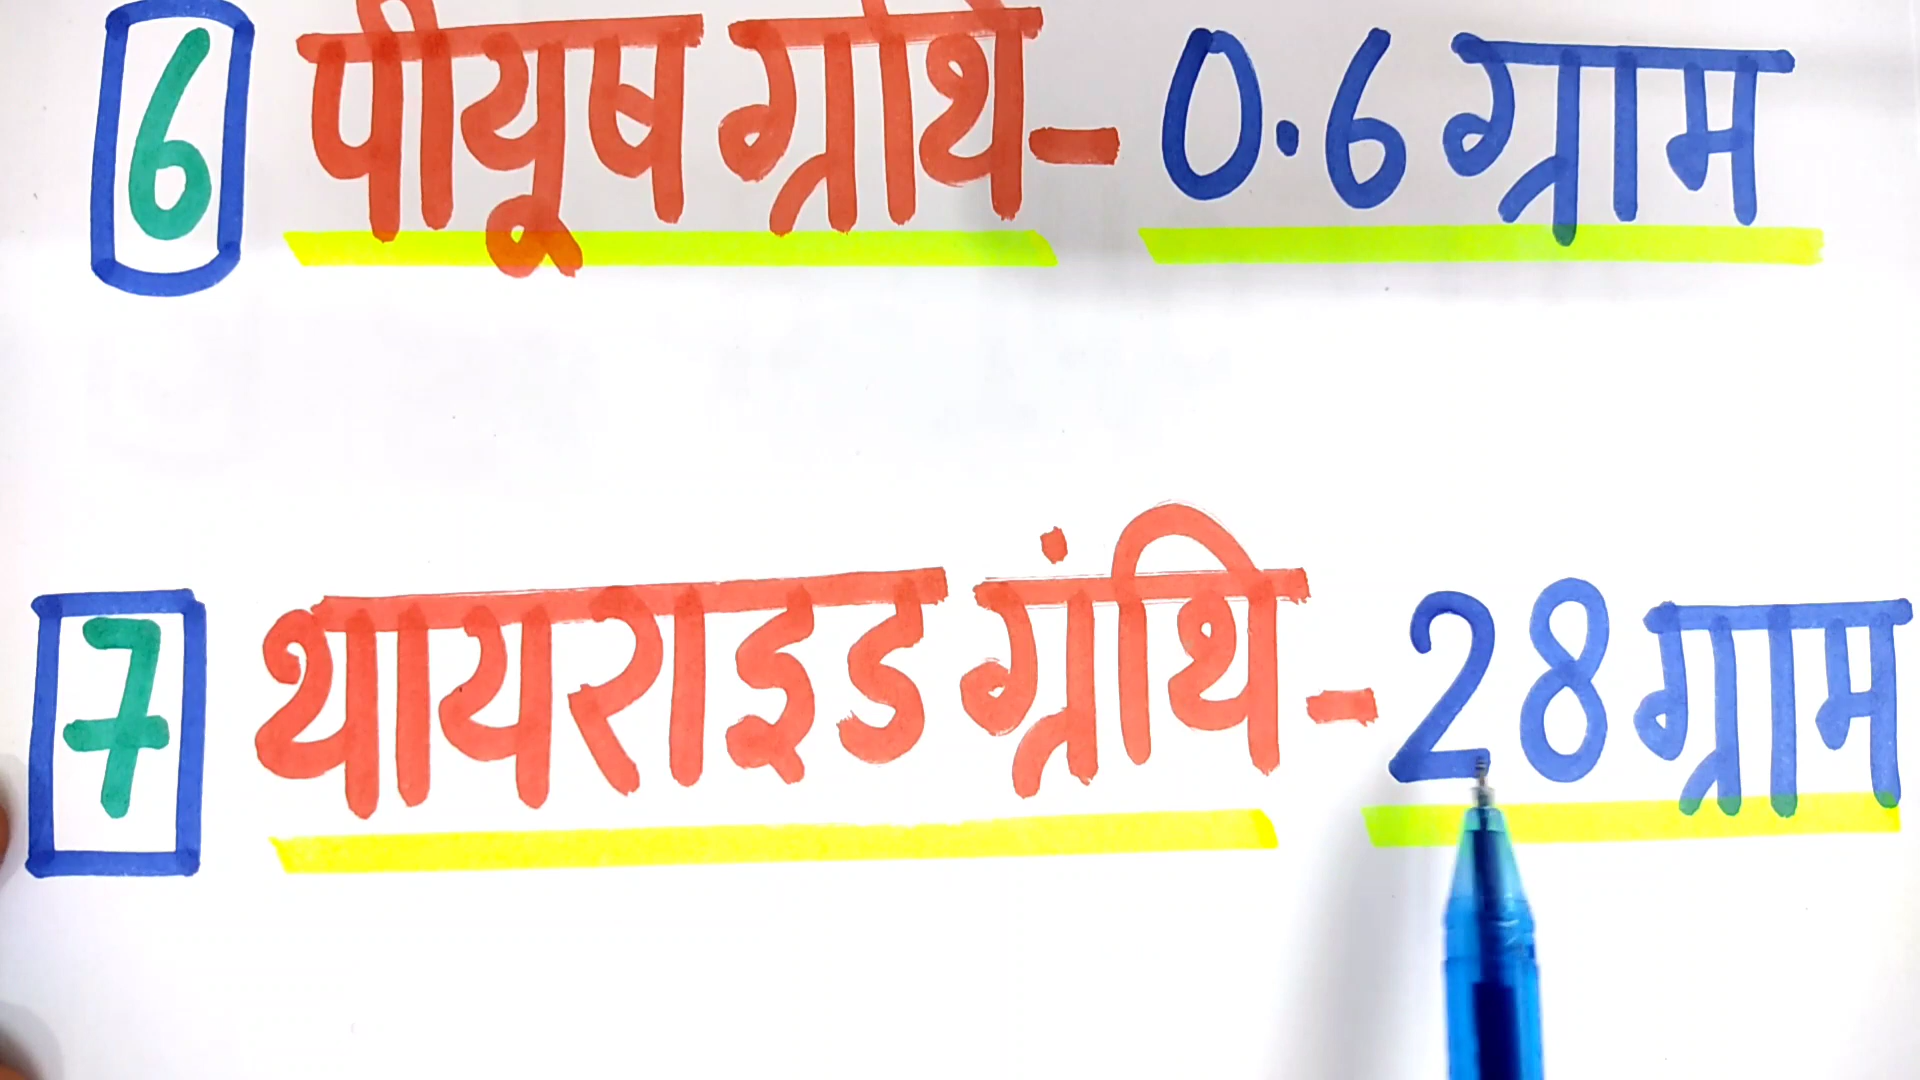 6 पीयूष ग्रंथि - 0.6 ग्राम
7 थायराइड ग्रंथि - 28 ग्राम